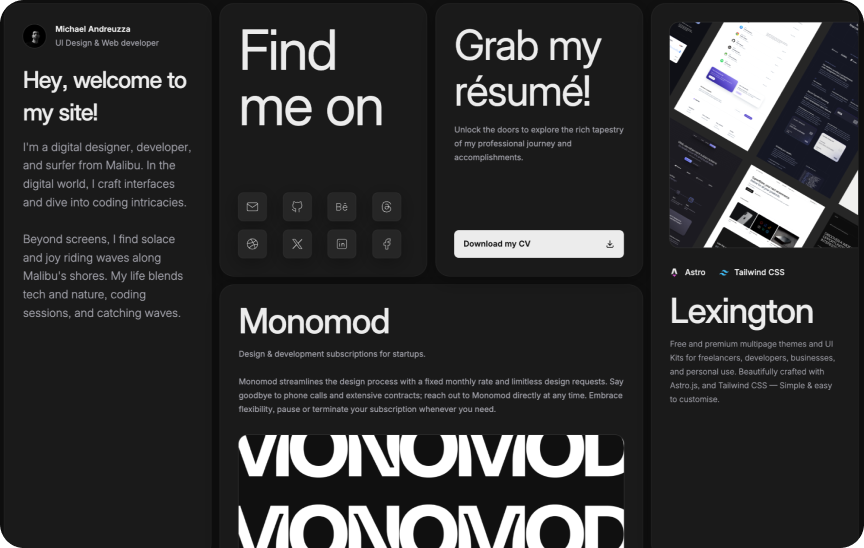 Michael Andreuzza
UI Design & Web developer
Hey, welcome to
my site!
I'm a digital designer, developer,
and surfer from Malibu. In the
digital world, I craft interfaces
and dive into coding intricacies.
Beyond screens, I find solace
and joy riding waves along
Malibu's shores. My life blends
tech and nature, coding
sessions, and catching waves.
Find
me on
Bē
in
Grab my
résumé!
Unlock the doors to explore the rich tapestry
of my professional journey and
accomplishments.
Download my CV
Monomod
Design & development subscriptions for startups.
Monomod streamlines the design process with a fixed monthly rate and limitless design requests. Say
goodbye to phone calls and extensive contracts; reach out to Monomod directly at any time. Embrace
flexibility, pause or terminate your subscription whenever you need.
MONOMOD
MONOMOD
Astro
Tailwind CSS
Lexington
Free and premium multipage themes and UI
Kits for freelancers, developers, businesses,
and personal use. Beautifully crafted with
Astro.js, and Tailwind CSS — Simple & easy
to customise.